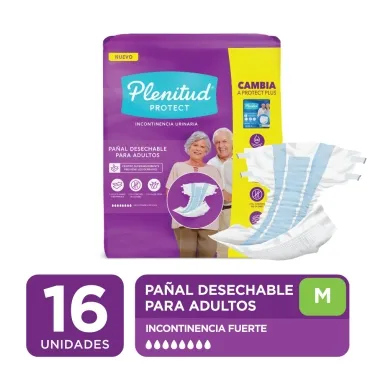 NUEVO
Plenitud
PROTECT
INCONTINENCIA URINARIA
CAMBIA
A PROTECT PLUS
PAÑAL DESECHABLE
PARA ADULTOS
16
UNIDADES
PAÑAL DESECHABLE
PARA ADULTOS
M
INCONTINENCIA FUERTE